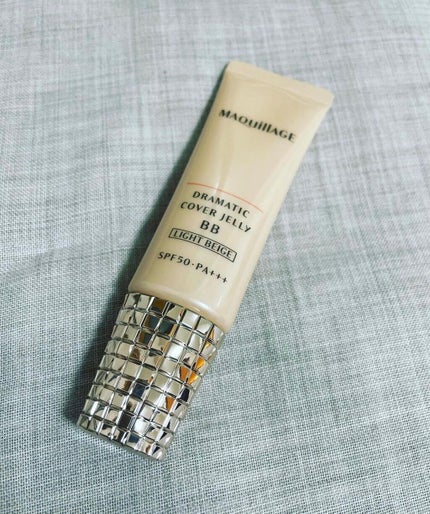 MAQuillAGE
DRAMATIC
COVER JELLY
BB
LIGHT BEIGE
SPF50・PA+++